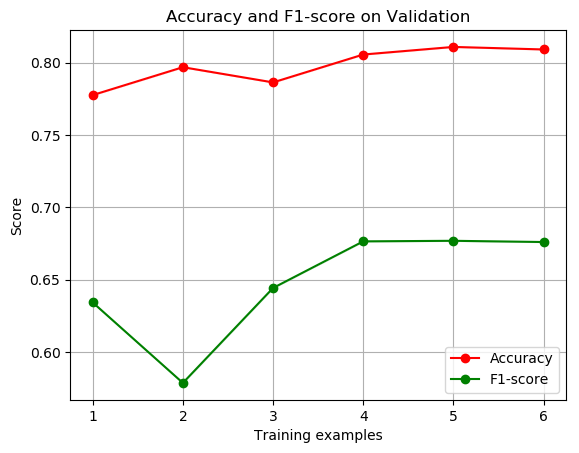 Accuracy and F1-score on Validation
0.80
0.75
0.70
0.65
0.60
Score
Accuracy
F1-score
1 2 3 4 5 6
Training examples